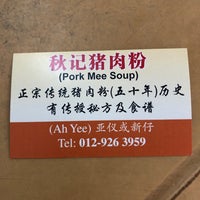 秋记猪肉粉
(Pork Mee Soup)
正宗传统猪肉粉(五十年)历史
有传授秘方及食谱
(Ah Yee) 亚仪或新仔
Tel: 012-926 3959